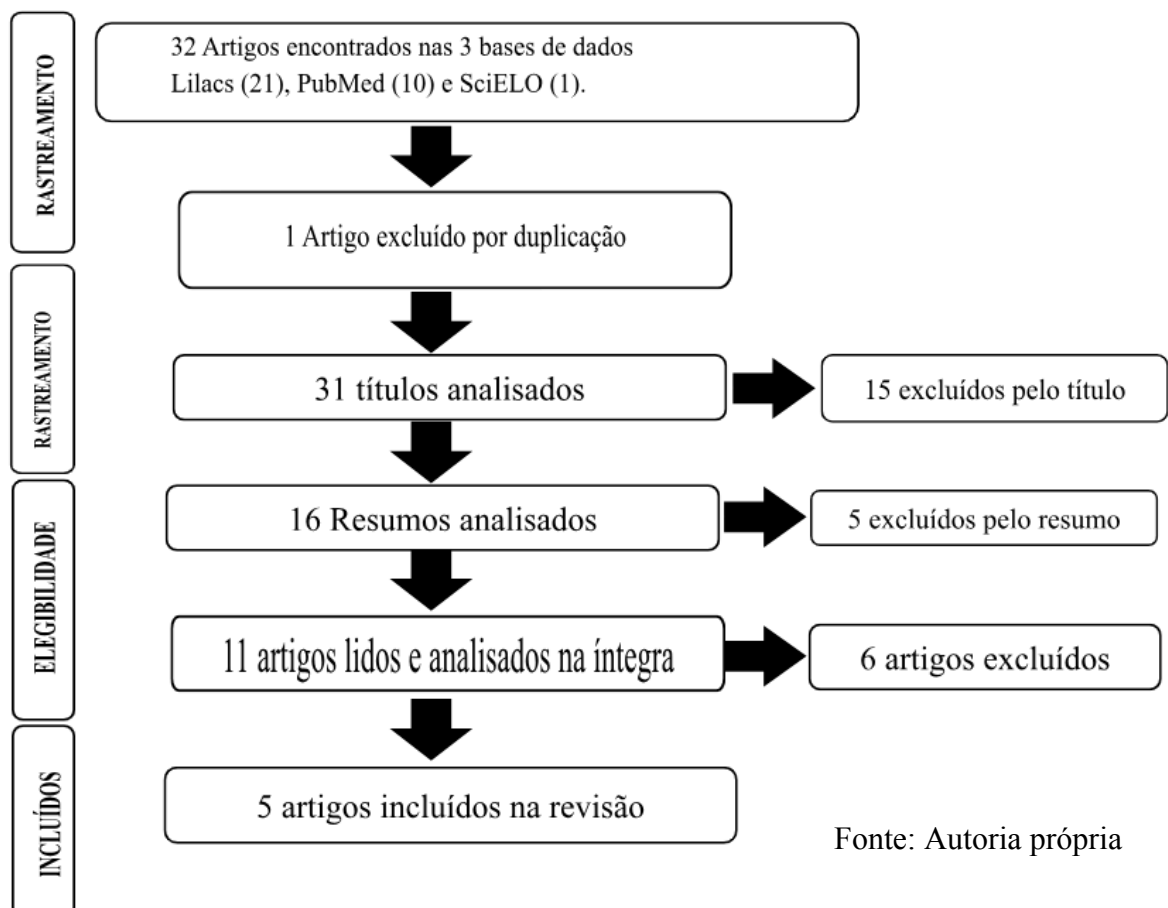 RASTREAMENTO
32 Artigos encontrados nas 3 bases de dados
Lilacs (21), PubMed (10) e SciELO (1).
1 Artigo excluído por duplicação
RASTREAMENTO
31 títulos analisados
15 excluídos pelo título
ELEGIBILIDADE
16 Resumos analisados
5 excluídos pelo resumo
11 artigos lidos e analisados na íntegra
6 artigos excluídos
INCLUÍDOS
5 artigos incluídos na revisão
Fonte: Autoria própria